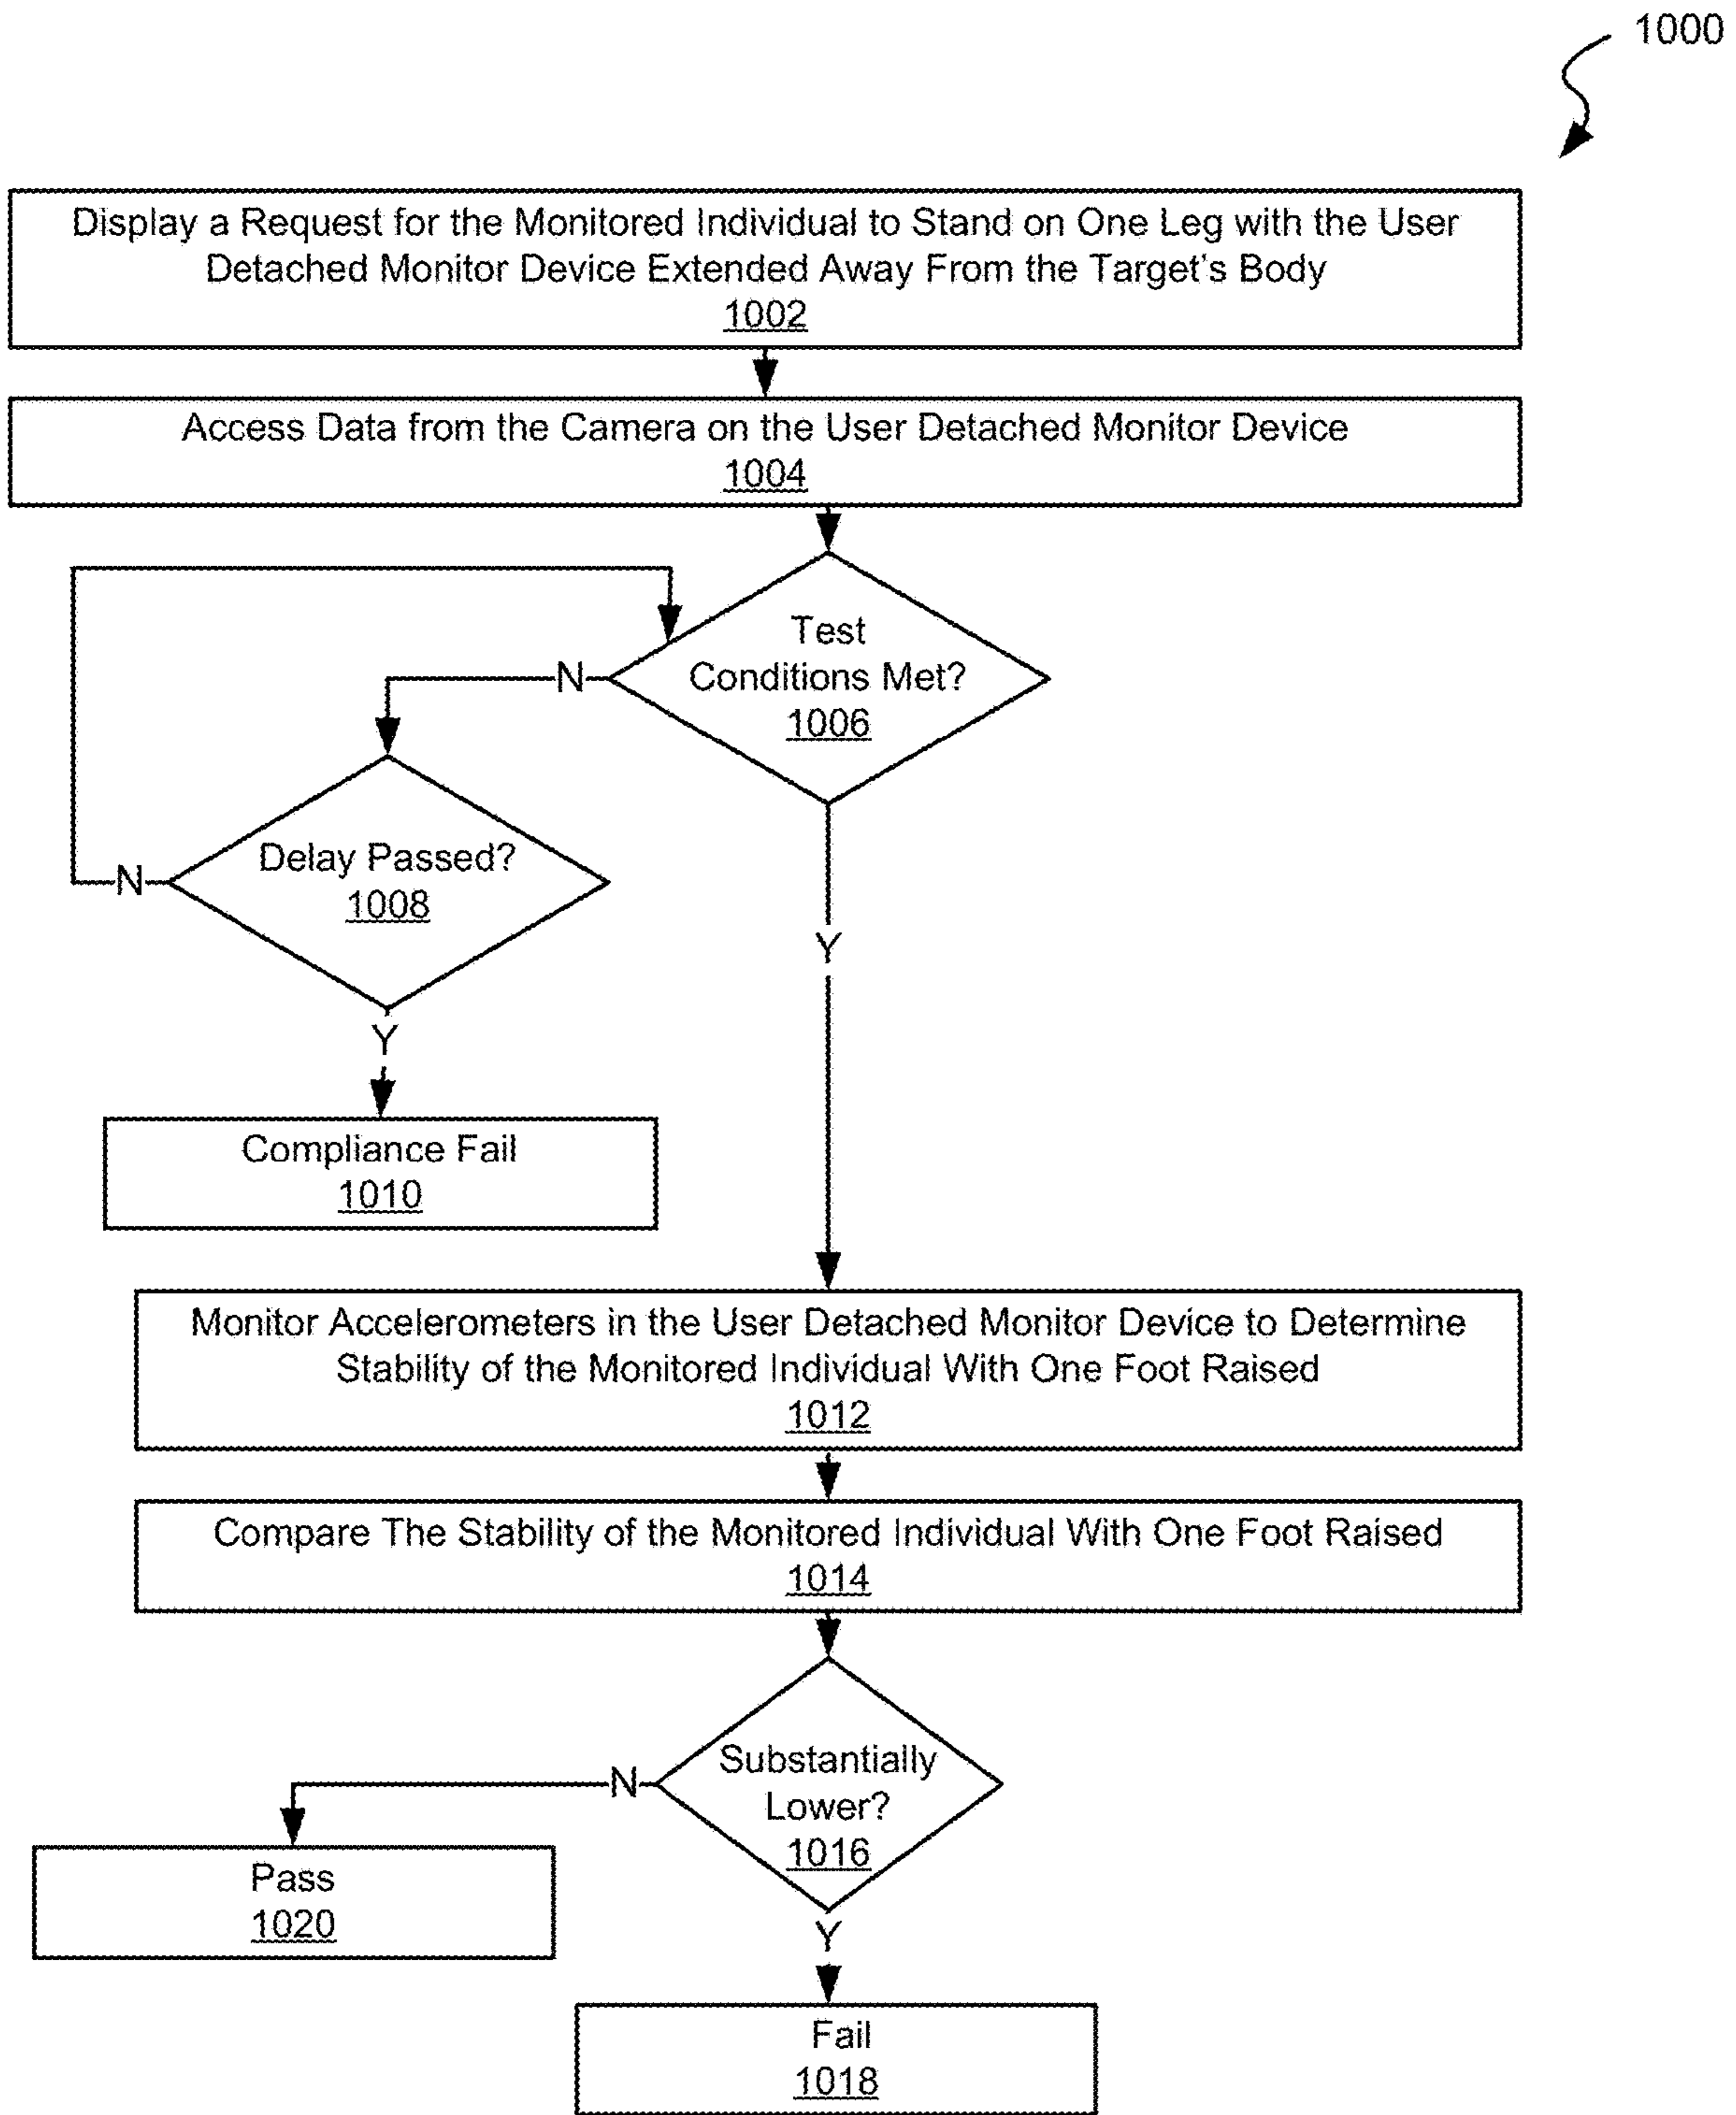 1000
Display a Request for the Monitored Individual to Stand on One Leg with the User
Detached Monitor Device Extended Away From the Target's Body
1002
Access Data from the Camera on the User Detached Monitor Device
1004
Test
Conditions Met?
1006
N
Delay Passed?
1008
N
Y
Y
Compliance Fail
1010
Monitor Accelerometers in the User Detached Monitor Device to Determine
Stability of the Monitored Individual With One Foot Raised
1012
Compare The Stability of the Monitored Individual With One Foot Raised
1014
Substantially
Lower?
1016
N
Pass
1020
Y
Fail
1018